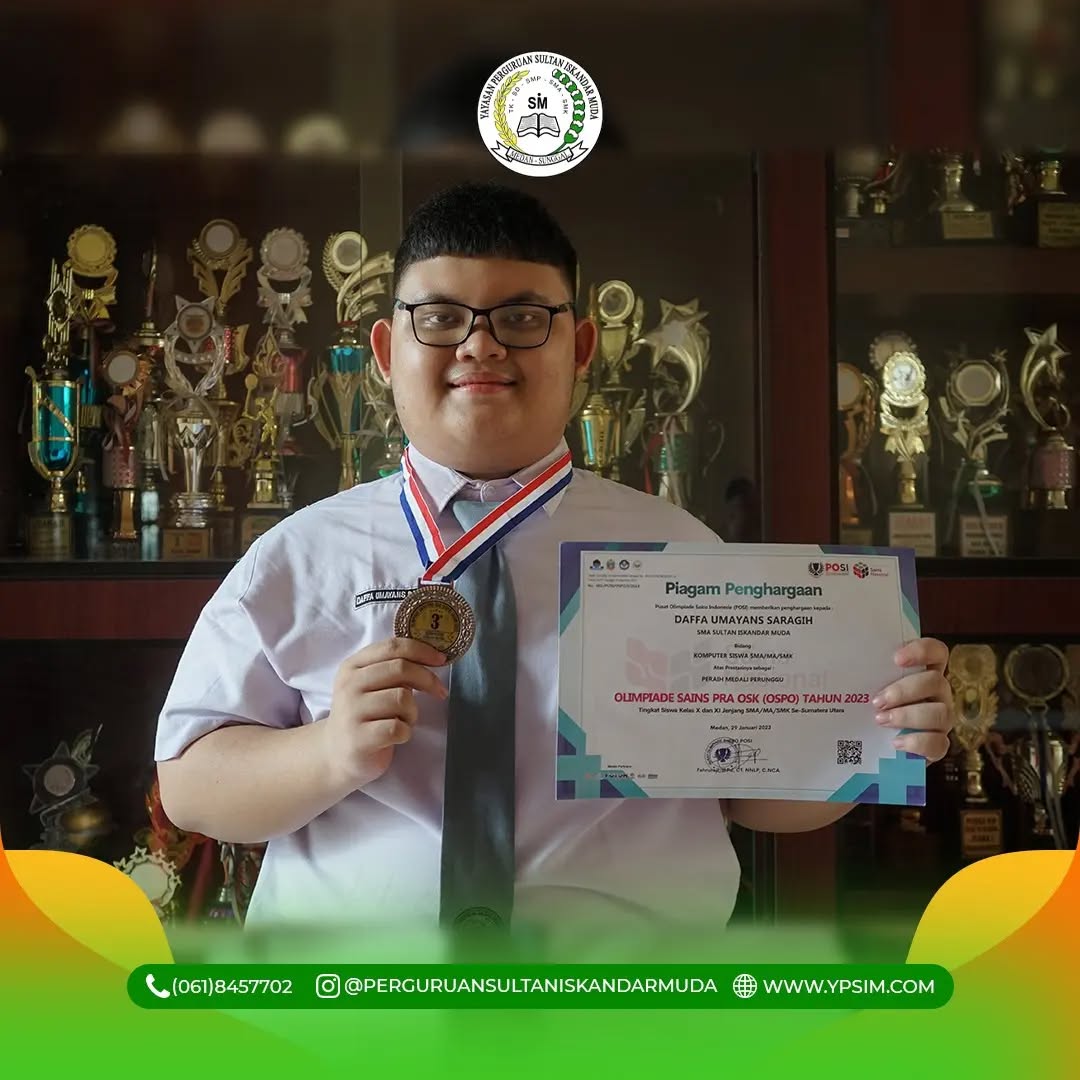 YAYASAN PERGURUAN SULTAN ISKANDAR MUDA
TK - SD - SMP - SMA - SMK
SIM
MEDAN - SUNGGAL
DAFFA UMAYANS
3
POSI
Piagam Penghargaan
Pusat Olimpiade Sains Indonesia (POSI) memberikan penghargaan kepada :
DAFFA UMAYANS SARAGIH
SMA SULTAN ISKANDAR MUDA
Bidang :
KOMPUTER SISWA SMA/MA/SMK
Atas Prestasinya sebagai :
PERAIH MEDALI PERUNGGU
OLIMPIADE SAINS PRA OSK (OSPO) TAHUN 2023
Tingkat Siswa Kelas X dan XI Jenjang SMA/MA/SMK Se-Sumatera Utara
Medan, 29 Januari 2023
(061)8457702
@PERGURUANSULTANISKANDARMUDA
WWW.YPSIM.COM